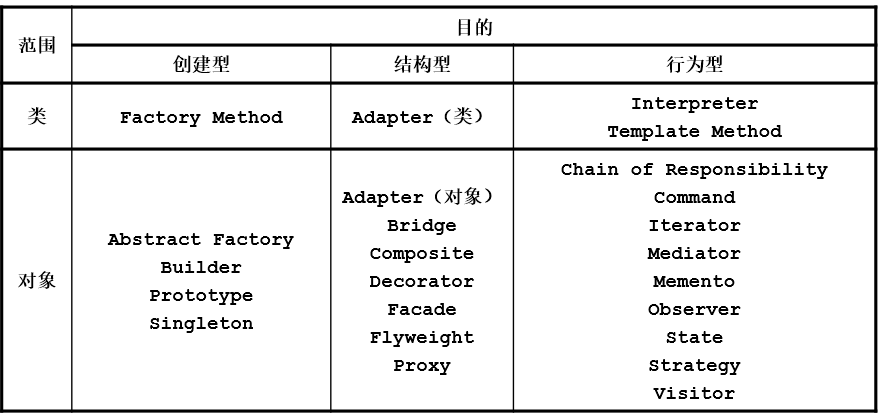 范围
目的
创建型
结构型
行为型
类
Factory Method
Adapter（类）
Interpreter
Template Method
对象
Abstract Factory
Builder
Prototype
Singleton
Adapter（对象）
Bridge
Composite
Decorator
Facade
Flyweight
Proxy
Chain of Responsibility
Command
Iterator
Mediator
Memento
Observer
State
Strategy
Visitor